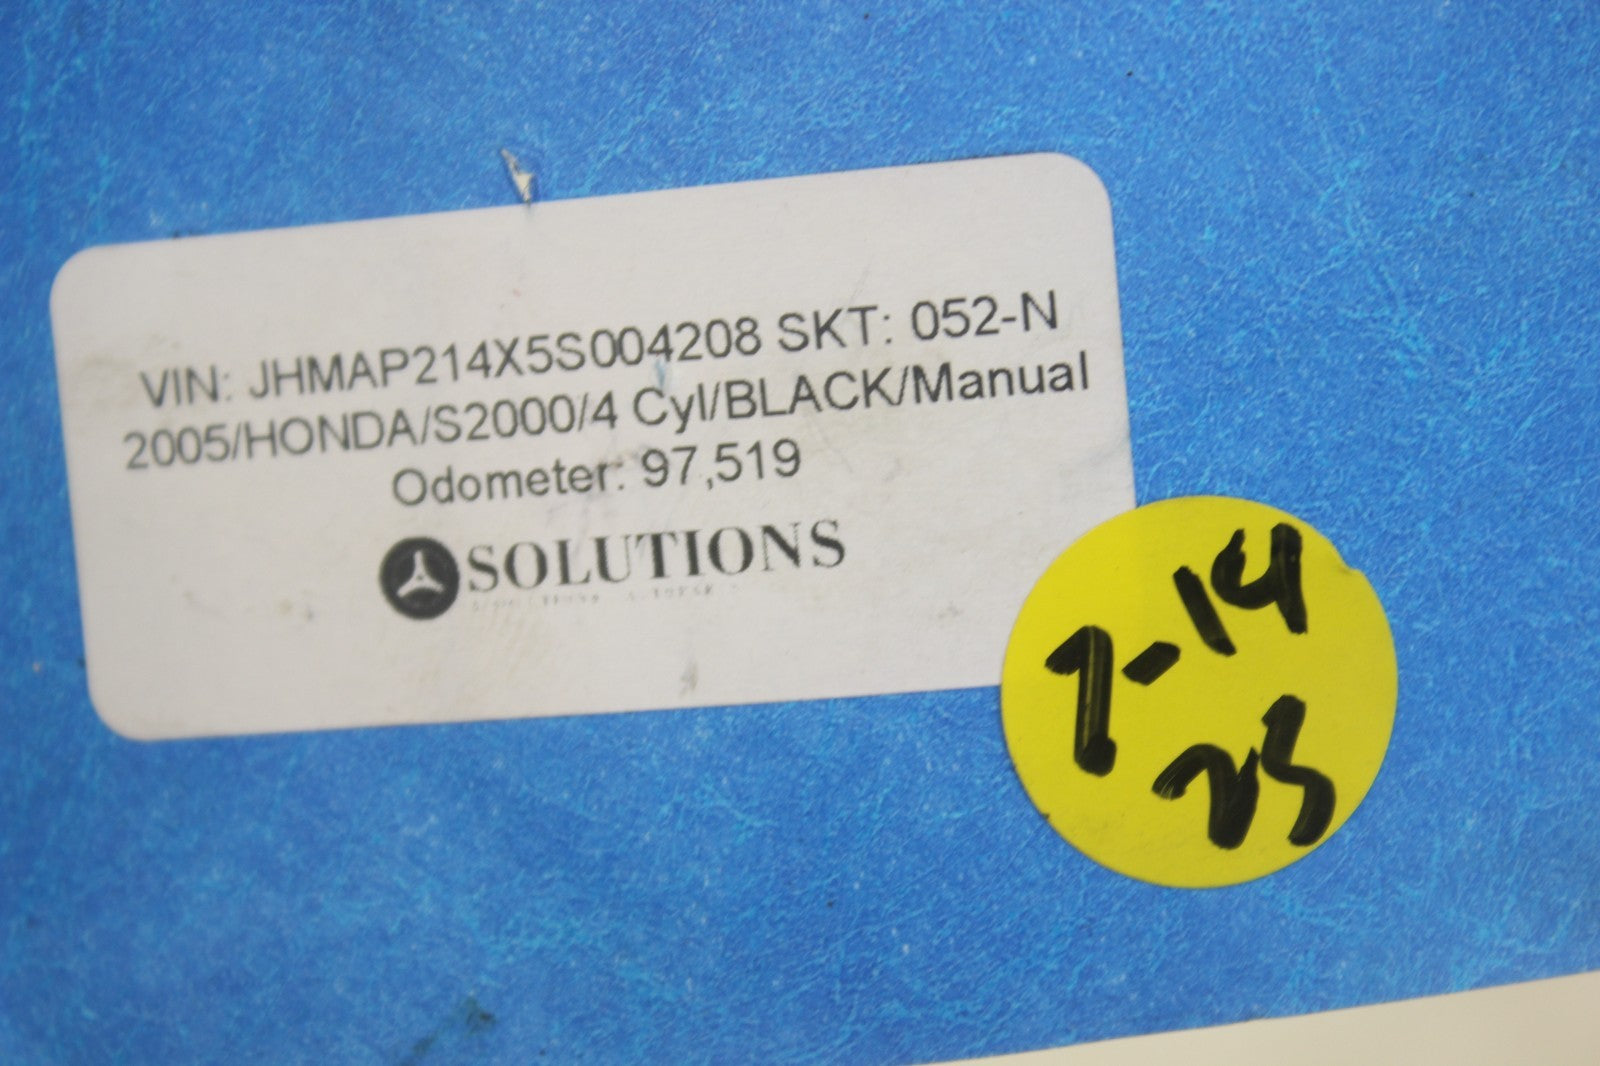 VIN: JHMAP214X5S004208 SKT: 052-N
2005/HONDA/S2000/4 Cyl/BLACK/Manual
Odometer: 97,519
SOLUTIONS
7-14
23